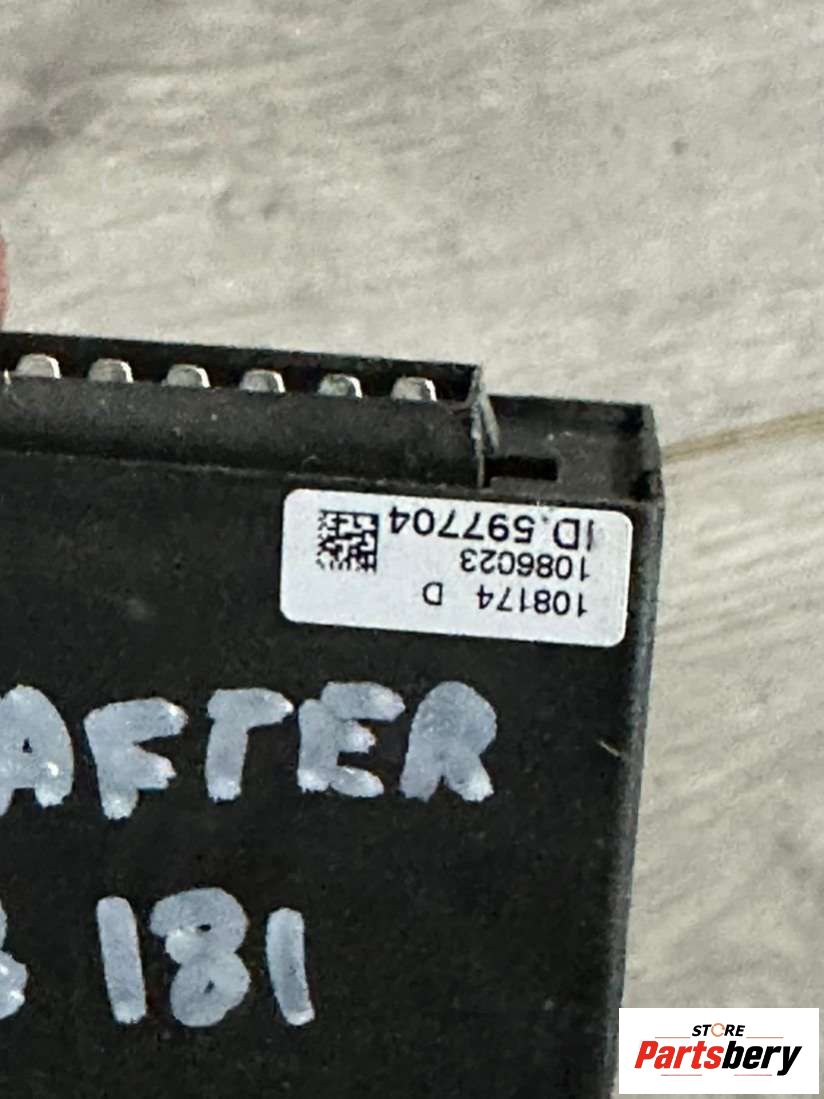 ID.597704
1086023
108174 D
AFTER
181
STORE
Partsbery